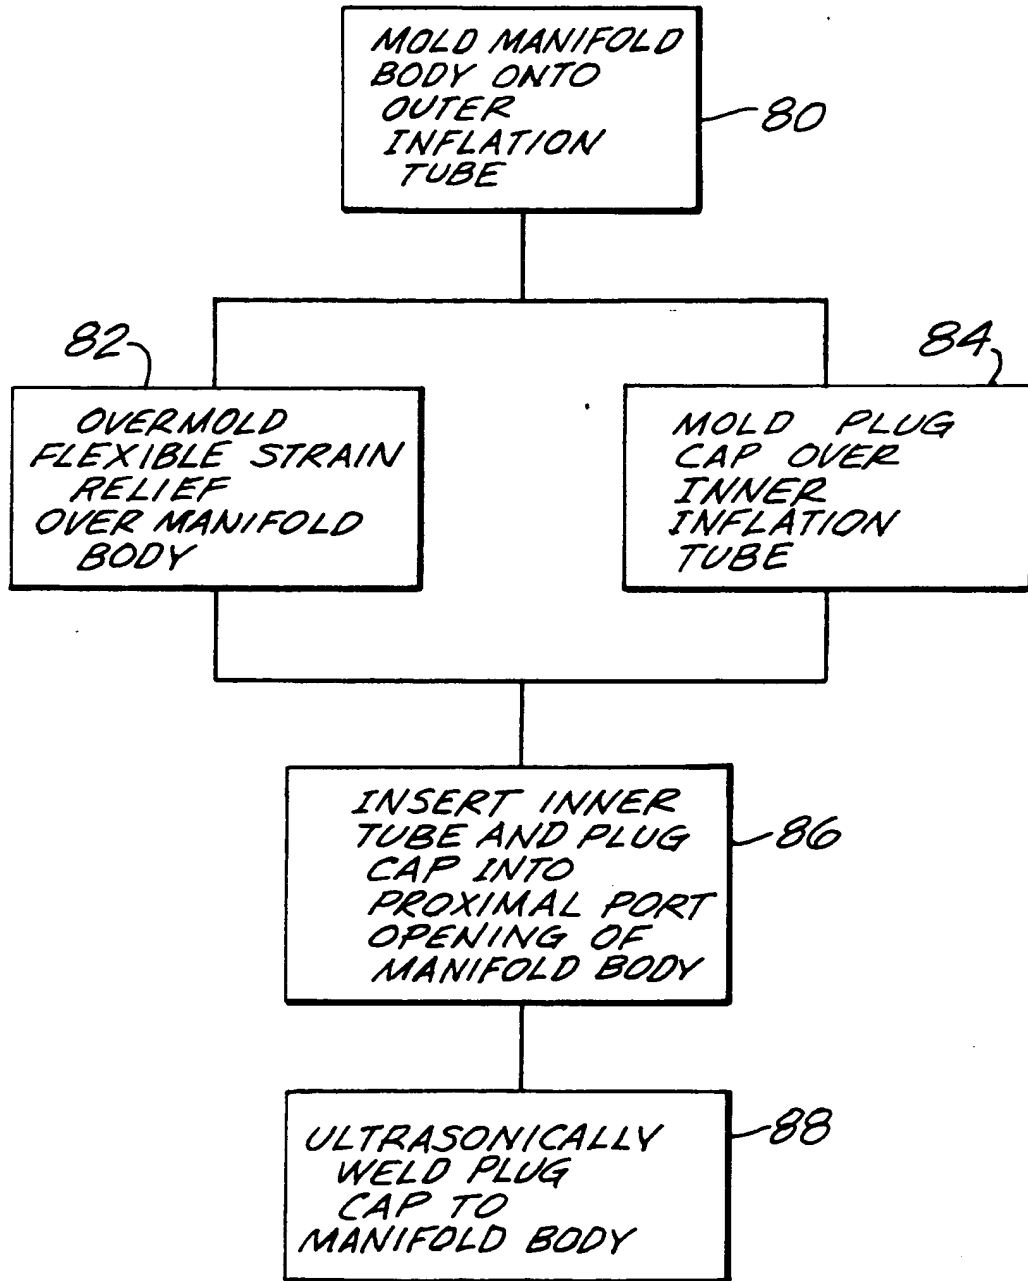 MOLD MANIFOLD
BODY ONTO
OUTER
INFLATION
TUBE
80
82
OVERMOLD
FLEXIBLE STRAIN
RELIEF
OVER MANIFOLD
BODY
84
MOLD PLUG
CAP OVER
INNER
INFLATION
TUBE
INSERT INNER
TUBE AND PLUG
CAP INTO
PROXIMAL PORT
OPENING OF
MANIFOLD BODY
86
ULTRASONICALLY
WELD PLUG
CAP TO
MANIFOLD BODY
88